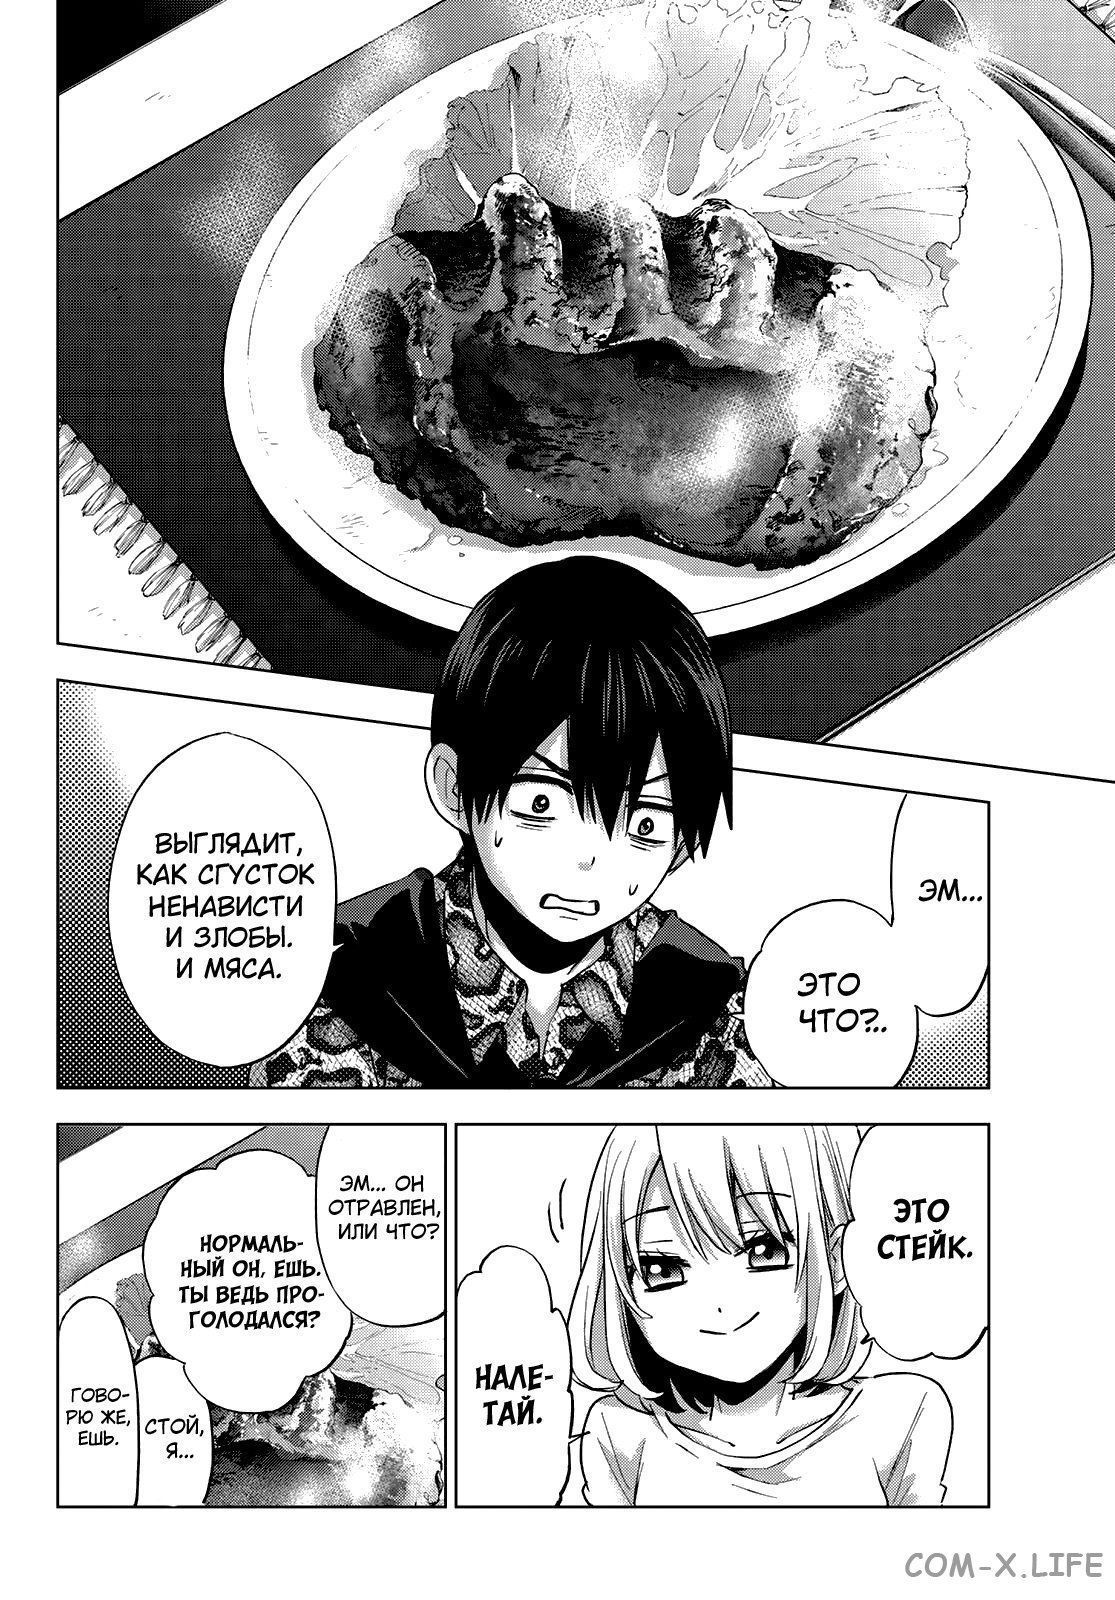 ЭМ...
ЭТО
ЧТО?..
ВЫГЛЯДИТ,
КАК СГУСТОК
НЕНАВИСТИ
И ЗЛОБЫ.
И МЯСА.
ЭТО
СТЕЙК.
НАЛЕ-
ТАЙ.
ЭМ... ОН
ОТРАВЛЕН,
ИЛИ ЧТО?
НОРМАЛЬ-
НЫЙ ОН, ЕШЬ.
ТЫ ВЕДЬ ПРО-
ГОЛОДАЛСЯ?
СТОЙ,
Я...
ГОВО-
РЮ ЖЕ,
ЕШЬ.
COM-X.LIFE